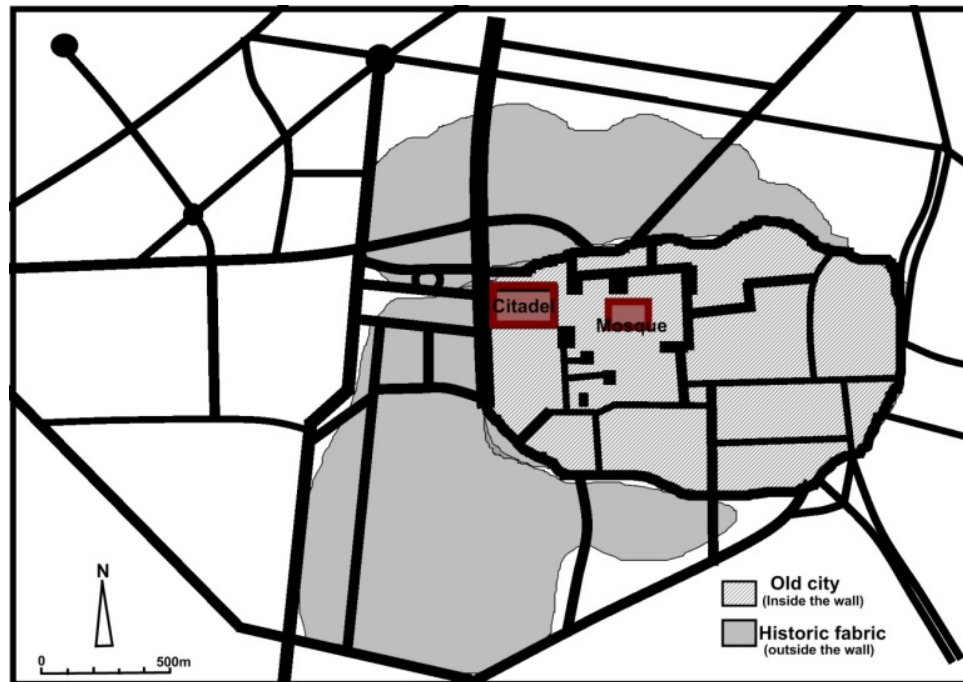 Citadel
Mosque
N
0 500m
Old city
(Inside the wall)
Historic fabric
(outside the wall)